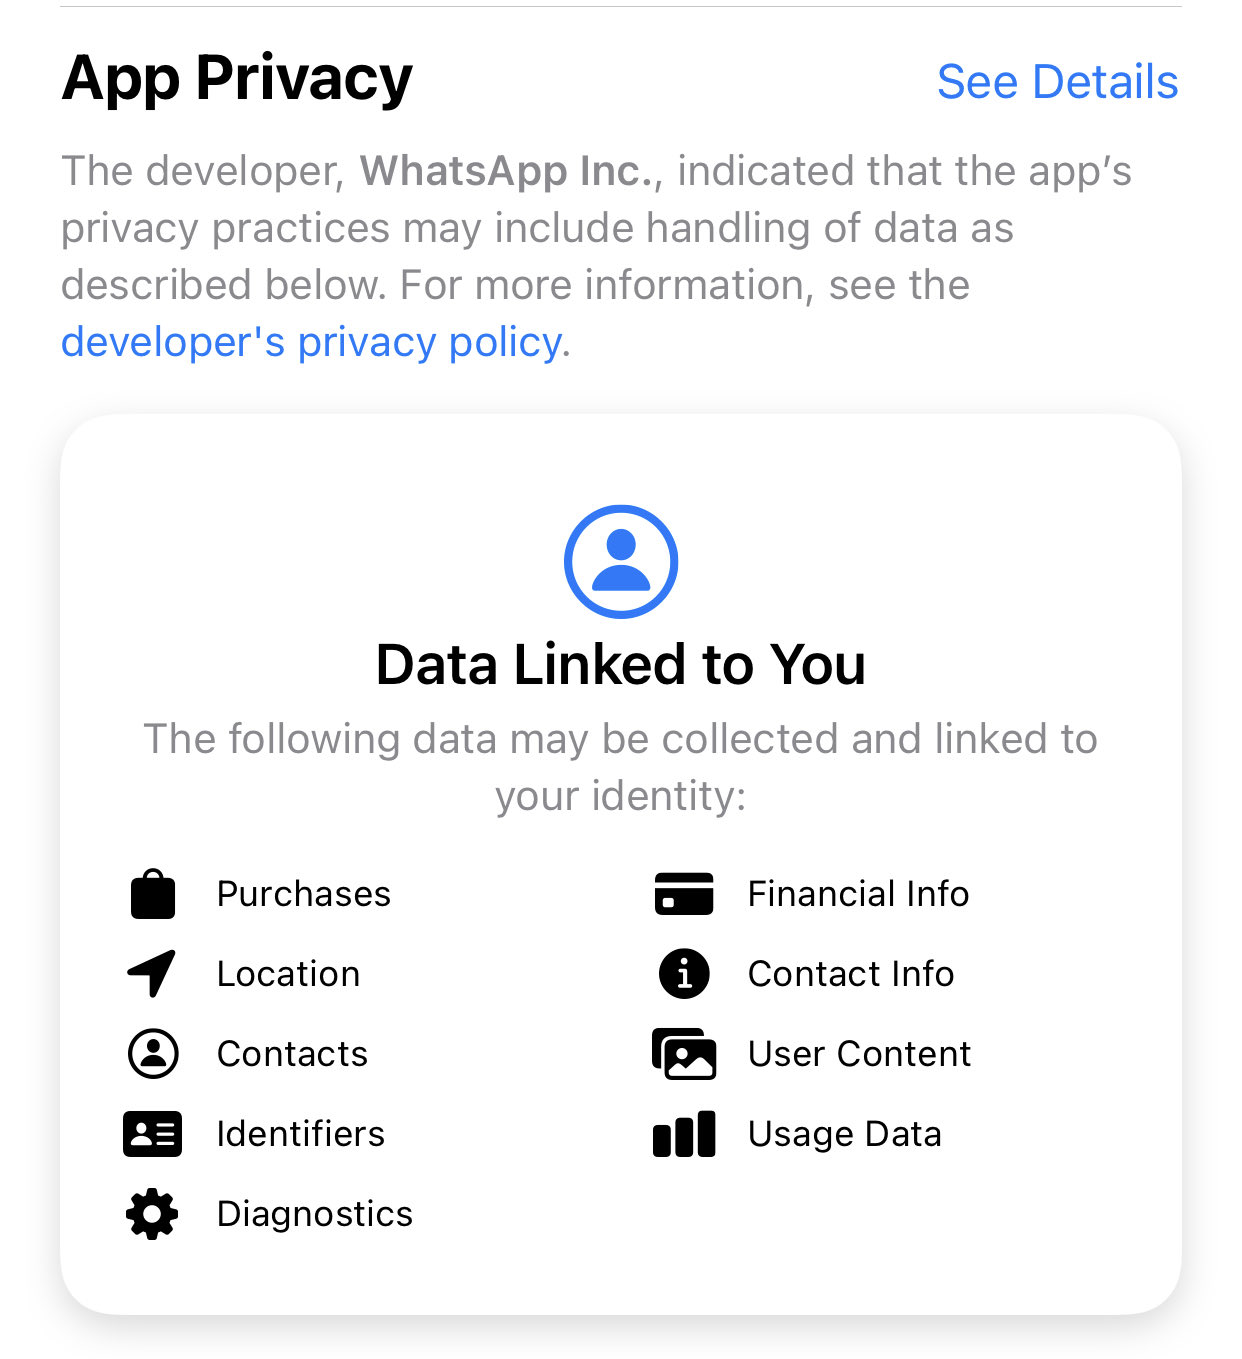 App Privacy
See Details
The developer, WhatsApp Inc., indicated that the app’s
privacy practices may include handling of data as
described below. For more information, see the
developer's privacy policy.
Data Linked to You
The following data may be collected and linked to
your identity:
Purchases
Financial Info
Location
Contact Info
Contacts
User Content
Identifiers
Usage Data
Diagnostics